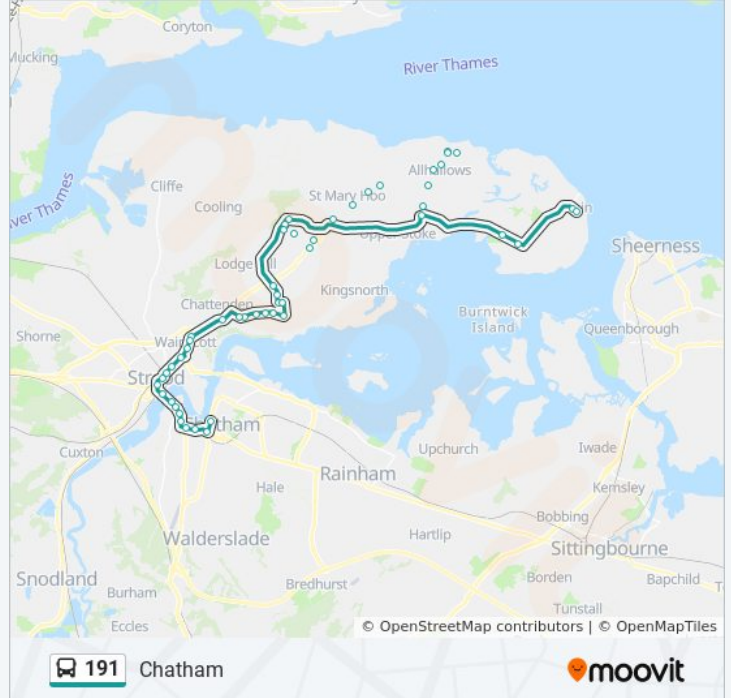 Coryton
Mucking
River Thames
Allhallows
Cliffe
St Mary Hoo
Cooling
River Thames
Upper Stoke
Sheerness
Lodge Hill
Kingsnorth
Chattenden
Burntwick
Island
Queenborough
Shorne
Wainscott
Strood
Chatham
Cuxton
Upchurch
Iwade
Rainham
Hale
Kemsley
Bobbing
Walderslade
Hartlip
Sittingbourne
Snodland
Bredhurst
Borden
Bapchild
Burham
Tunstall
Eccles
© OpenStreetMap contributors | © OpenMapTiles
191 Chatham
moovit